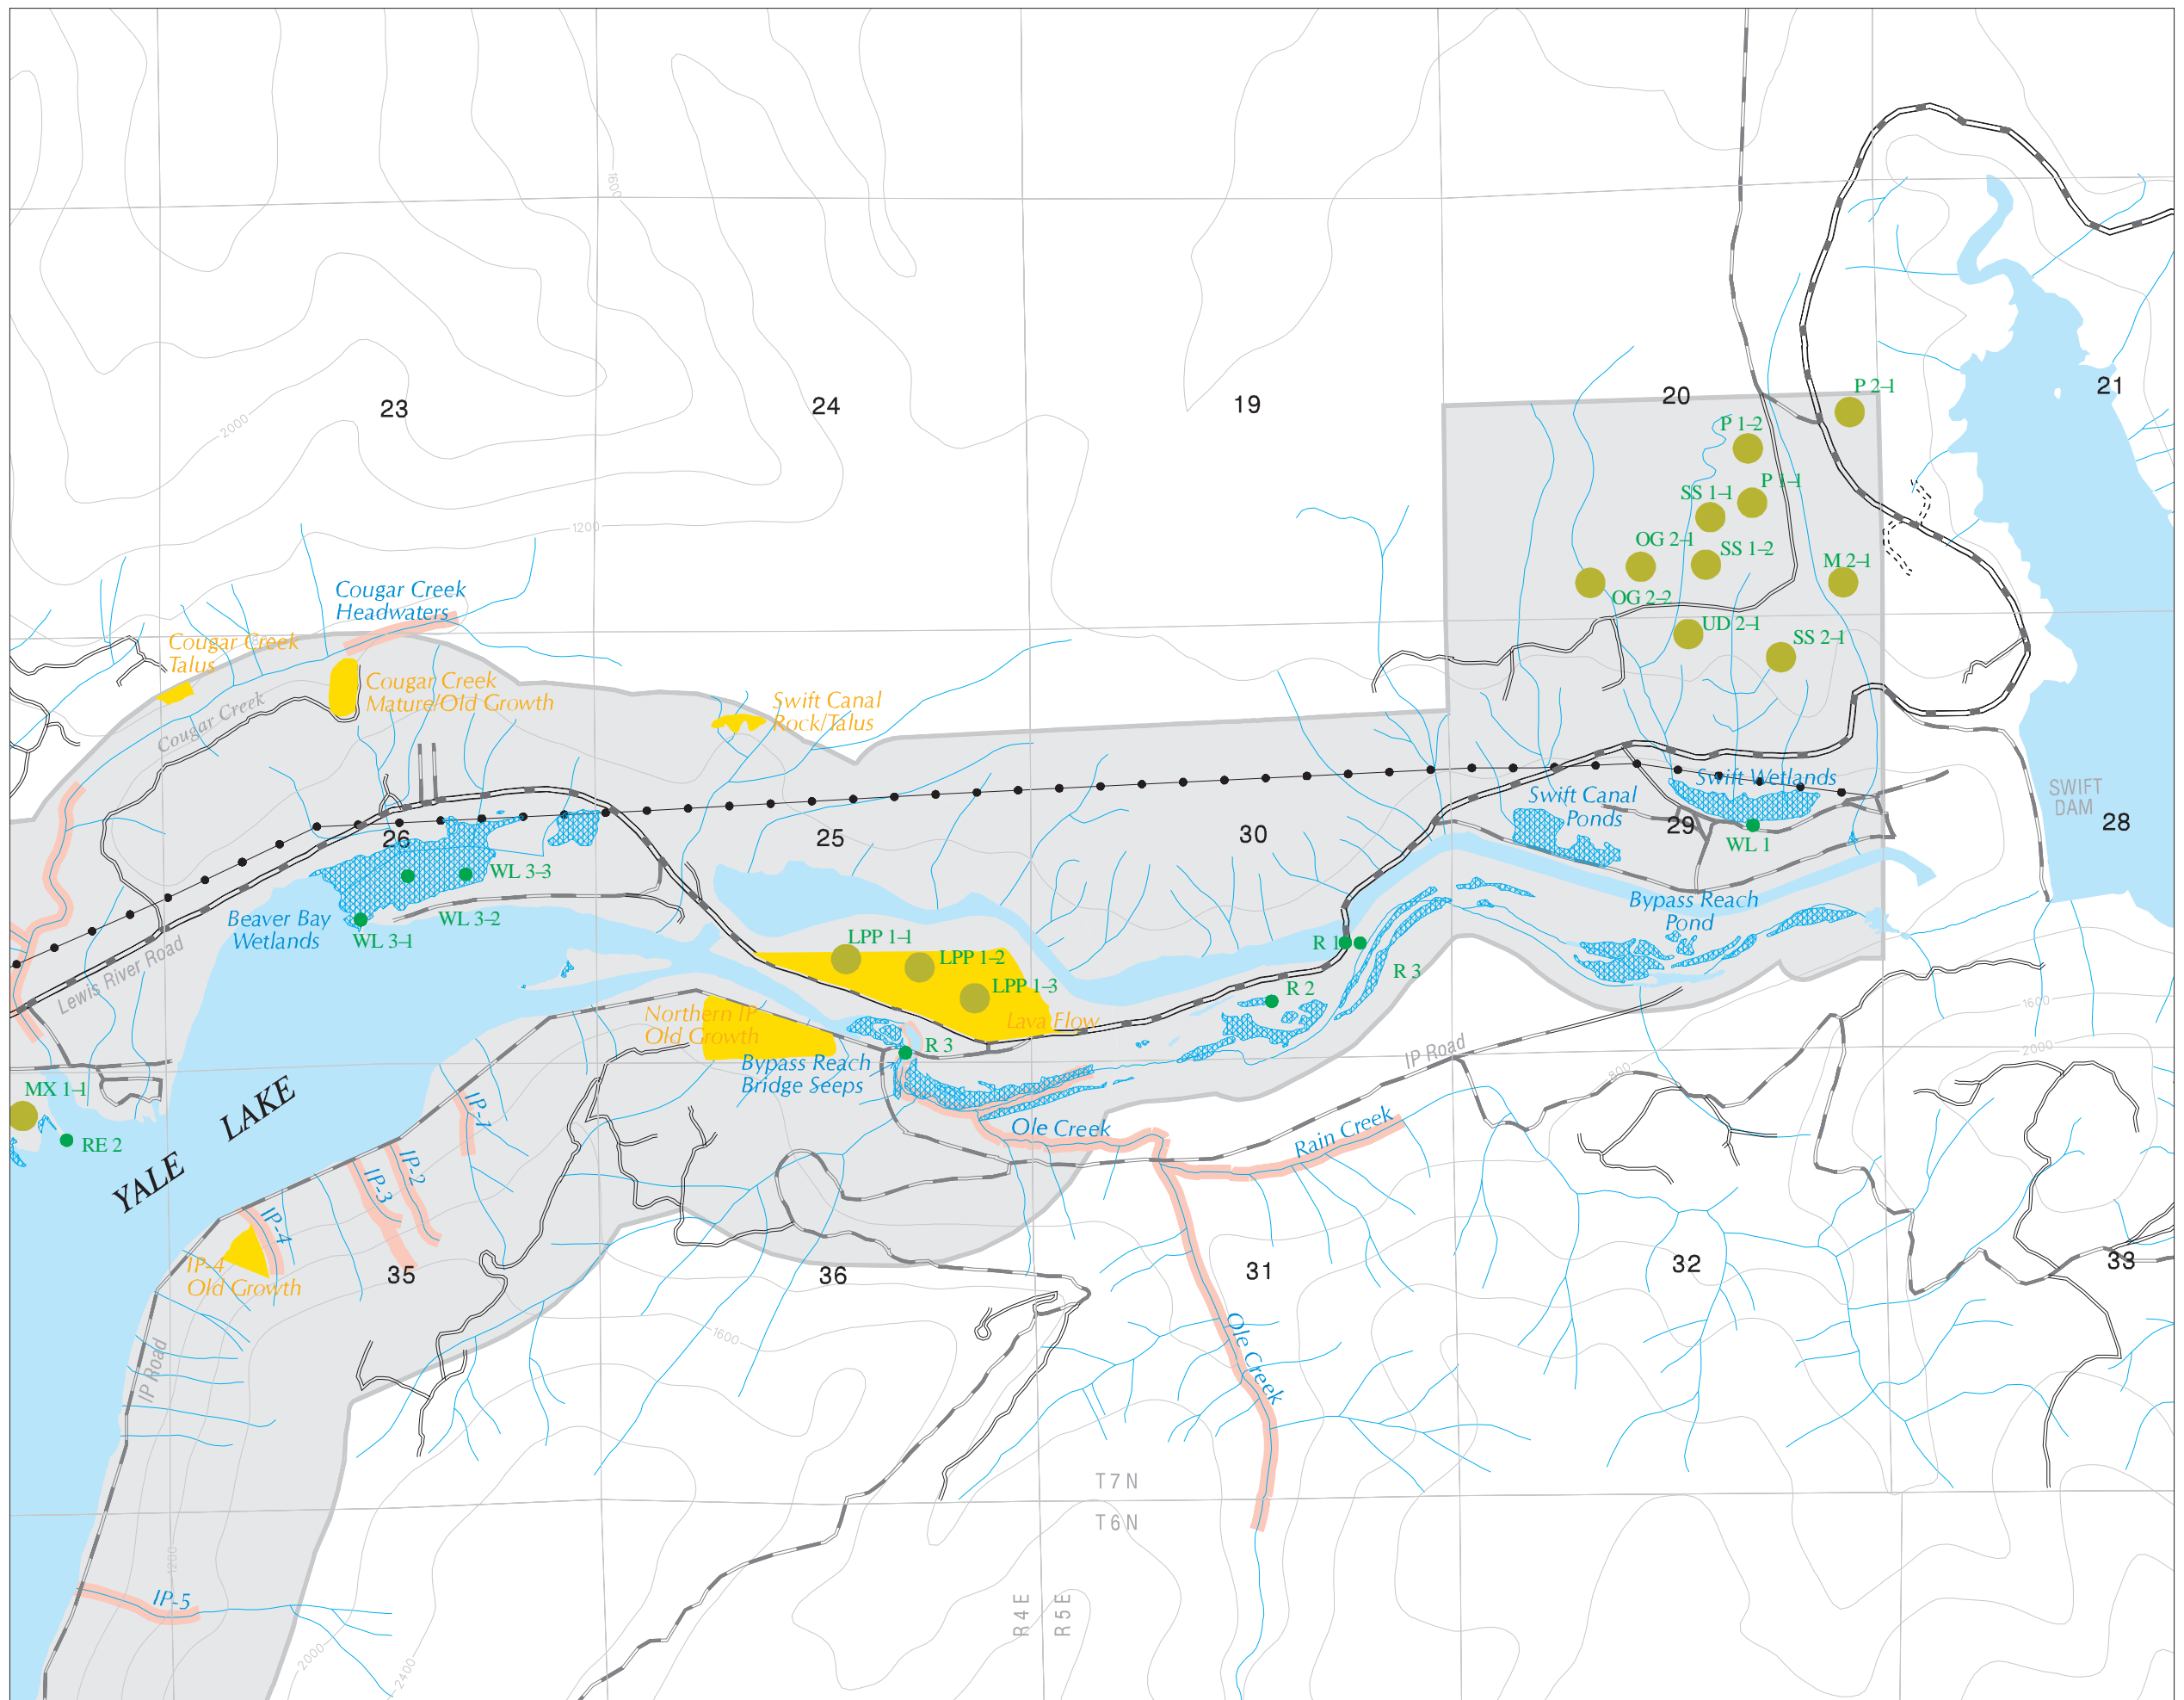 1600
P 2-1
20
21
23
24
19
2000
P 1-2
P 1-1
SS 1-1
1200
OG 2-1
SS 1-2
M 2-1
OG 2-2
Cougar Creek
Headwaters
UD 2-1
SS 2-1
Cougar Creek
Talus
Cougar Creek
Mature/Old Growth
Cougar Creek
Swift Canal
Rock/Talus
Swift Wetlands
Swift Canal
Ponds
SWIFT
DAM
26
25
30
29
28
WL 1
WL 3-3
WL 3-2
WL 3-1
Beaver Bay
Wetlands
Bypass Reach
Pond
Lewis River Road
LPP 1-1
LPP 1-2
LPP 1-3
R 1
R 3
R 2
Northern IP
Old Growth
Lava Flow
R 3
Bypass Reach
Bridge Seeps
IP Road
1600
2000
800
MX 1-1
RE 2
YALE LAKE
IP-1
IP-2
IP-3
IP-4
Ole Creek
Rain Creek
IP-4
Old Growth
35
36
31
32
33
IP Road
1600
Ole Creek
T 7 N
T 6 N
1200
IP-5
R 4 E
R 5 E
2000
2400